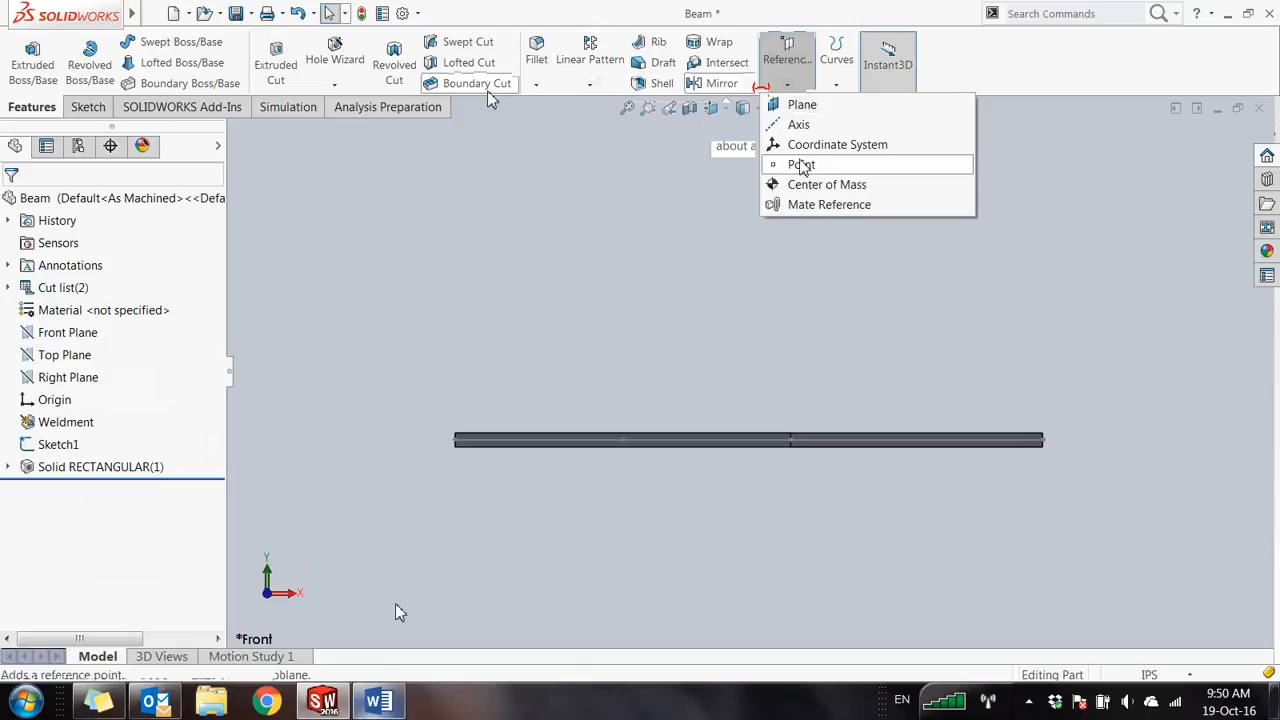 SOLIDWORKS
Beam *
Search Commands
Extruded Boss/Base
Revolved Boss/Base
Swept Boss/Base
Lofted Boss/Base
Boundary Boss/Base
Extruded Cut
Hole Wizard
Revolved Cut
Swept Cut
Lofted Cut
Boundary Cut
Fillet
Linear Pattern
Rib
Draft
Shell
Wrap
Intersect
Mirror
Referenc...
Curves
Instant3D
Features
Sketch
SOLIDWORKS Add-Ins
Simulation
Analysis Preparation
Plane
Axis
Coordinate System
Point
Center of Mass
Mate Reference
about a
Beam (Default<As Machined><<Defa
History
Sensors
Annotations
Cut list(2)
Material <not specified>
Front Plane
Top Plane
Right Plane
Origin
Weldment
Sketch1
Solid RECTANGULAR(1)
Y
X
*Front
Model
3D Views
Motion Study 1
Adds a reference point.
plane.
Editing Part
IPS
SW
2016
EN
9:50 AM
19-Oct-16